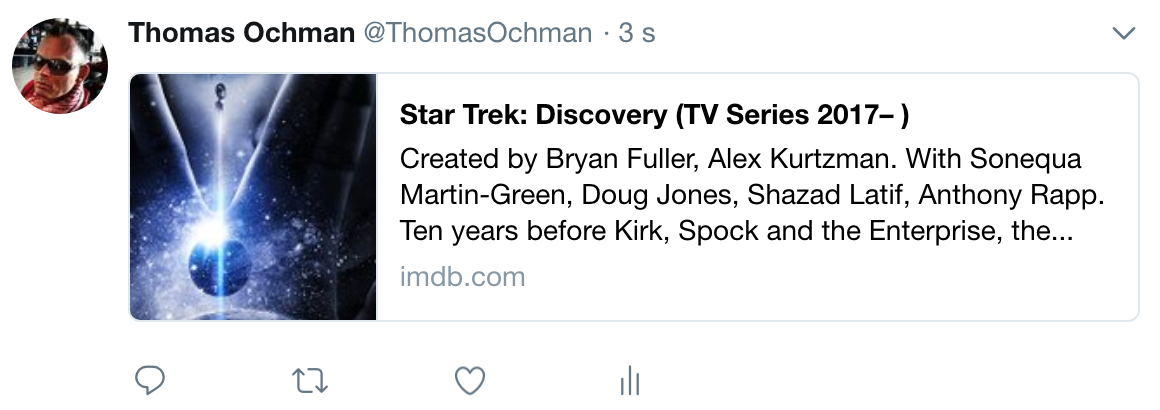 Thomas Ochman @ThomasOchman · 3 s
Star Trek: Discovery (TV Series 2017– )
Created by Bryan Fuller, Alex Kurtzman. With Sonequa
Martin-Green, Doug Jones, Shazad Latif, Anthony Rapp.
Ten years before Kirk, Spock and the Enterprise, the...
imdb.com